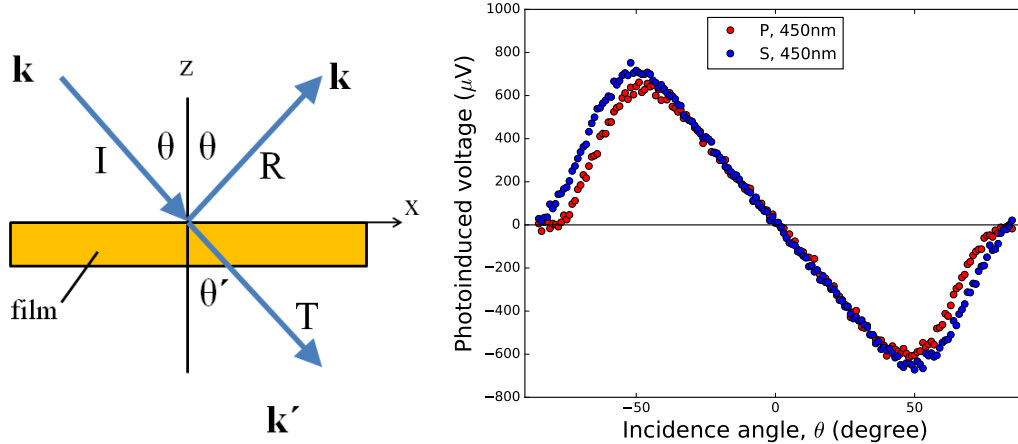 k
z
k
θ
θ
I
R
x
θ´
film
T
k´
P, 450nm
S, 450nm
Photoinduced voltage (μV)
1000
800
600
400
200
0
−200
−400
−600
−800
−50
0
50
Incidence angle, θ (degree)